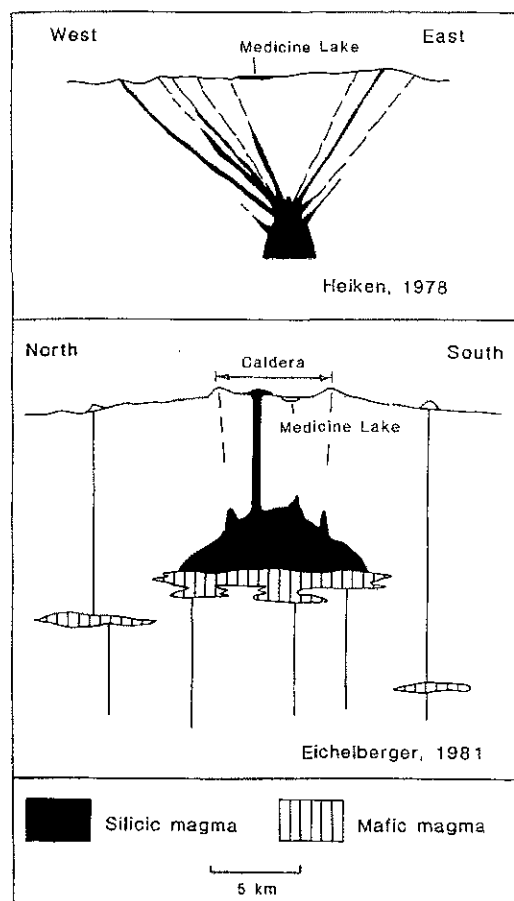 West East
Medicine Lake
Heiken, 1978
North South
Caldera
Medicine Lake
Eichelberger, 1981
Silicic magma Mafic magma
5 km